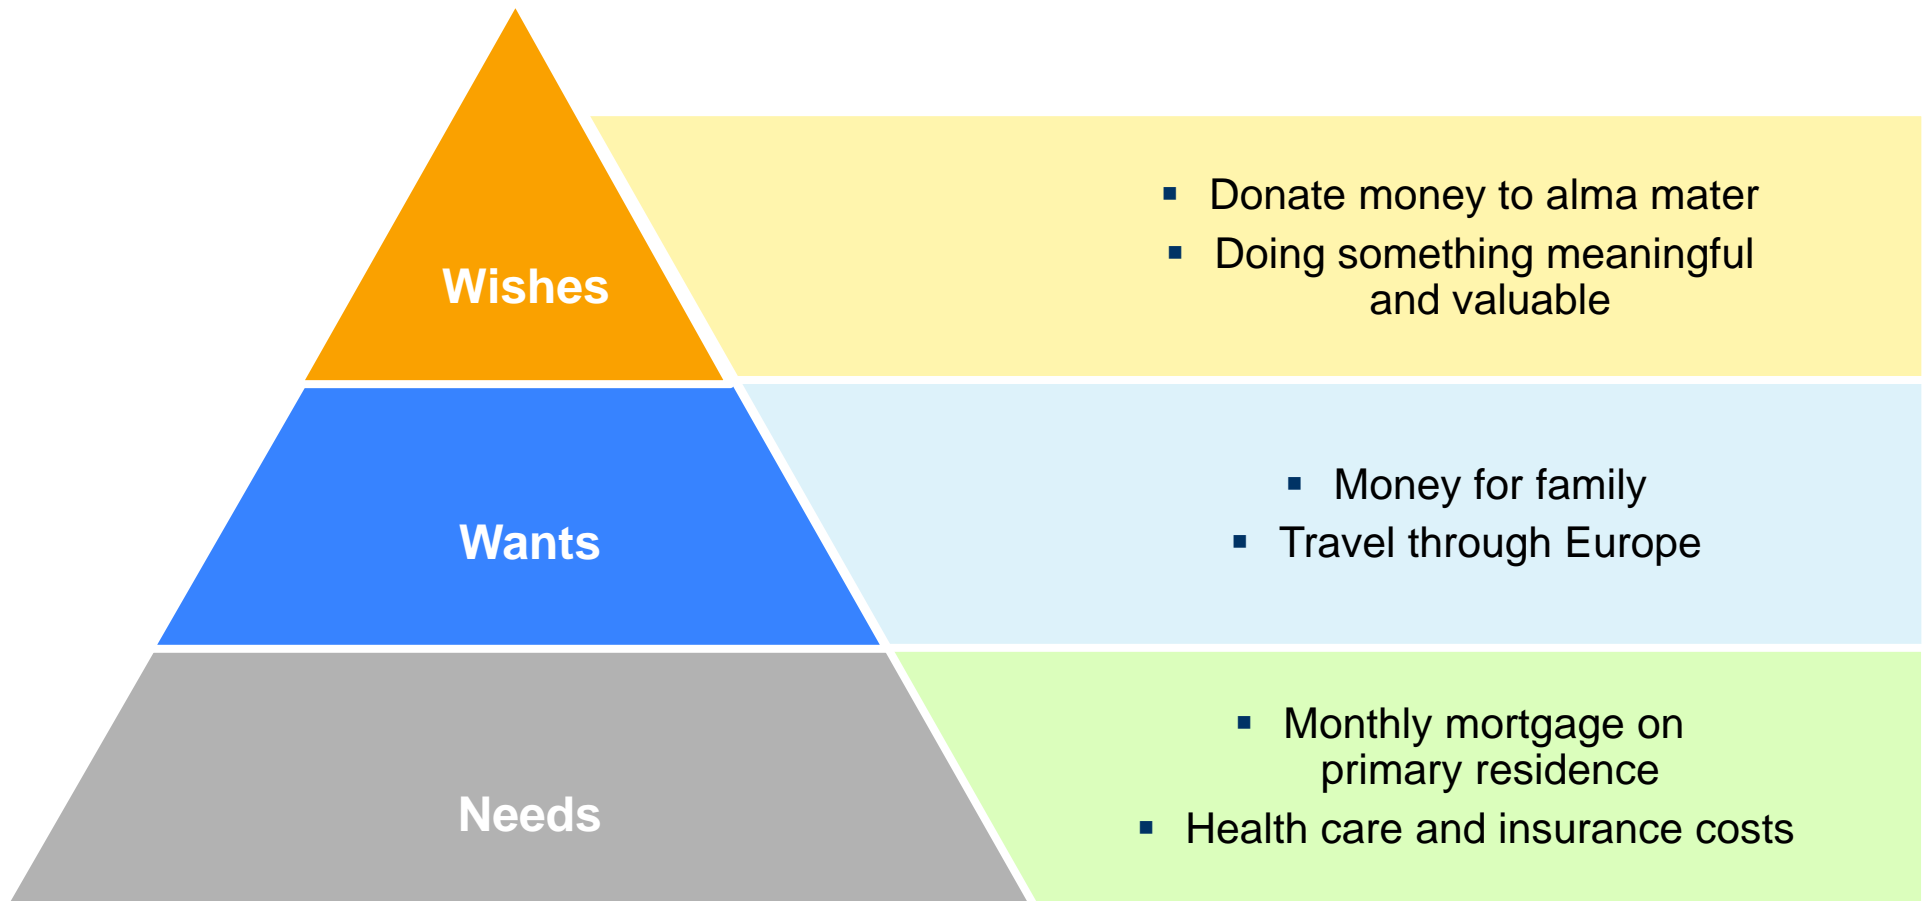 Wishes
▪ Donate money to alma mater
▪ Doing something meaningful
and valuable
Wants
▪ Money for family
▪ Travel through Europe
Needs
▪ Monthly mortgage on
primary residence
▪ Health care and insurance costs